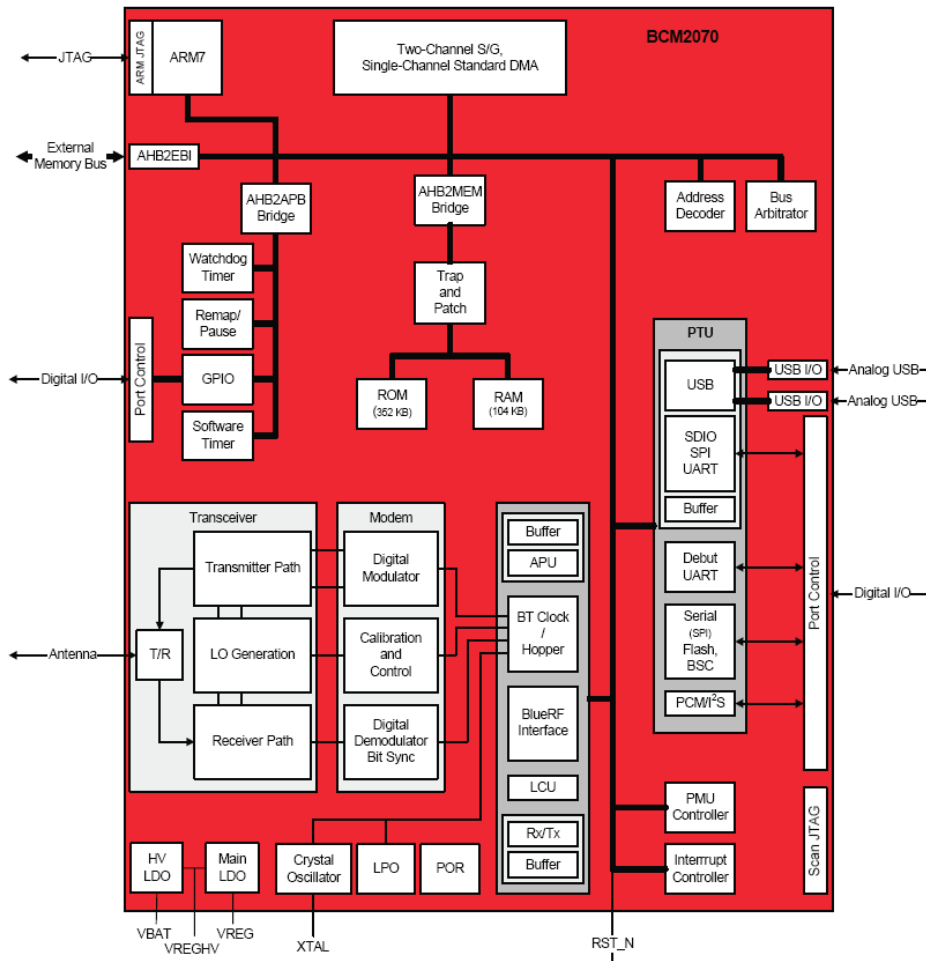 BCM2070
JTAG
ARM JTAG
ARM7
Two-Channel S/G,
Single-Channel Standard DMA
External
Memory Bus
AHB2EBI
AHB2APB
Bridge
AHB2MEM
Bridge
Address
Decoder
Bus
Arbitrator
Watchdog
Timer
Remap/
Pause
GPIO
Software
Timer
Digital I/O
Port Control
Trap
and
Patch
ROM
(352 KB)
RAM
(104 KB)
PTU
USB
USB I/O
Analog USB
USB I/O
Analog USB
SDIO
SPI
UART
Buffer
Debut
UART
Serial
(SPI)
Flash,
BSC
PCM/I²S
Port Control
Digital I/O
Transceiver
Transmitter Path
T/R
LO Generation
Receiver Path
Antenna
Modem
Digital
Modulator
Calibration
and
Control
Digital
Demodulator
Bit Sync
Buffer
APU
BT Clock
/
Hopper
BlueRF
Interface
LCU
Rx/Tx
Buffer
PMU
Controller
Interrrupt
Controller
Scan JTAG
HV
LDO
Main
LDO
Crystal
Oscillator
LPO
POR
VBAT
VREGHV
VREG
XTAL
RST_N